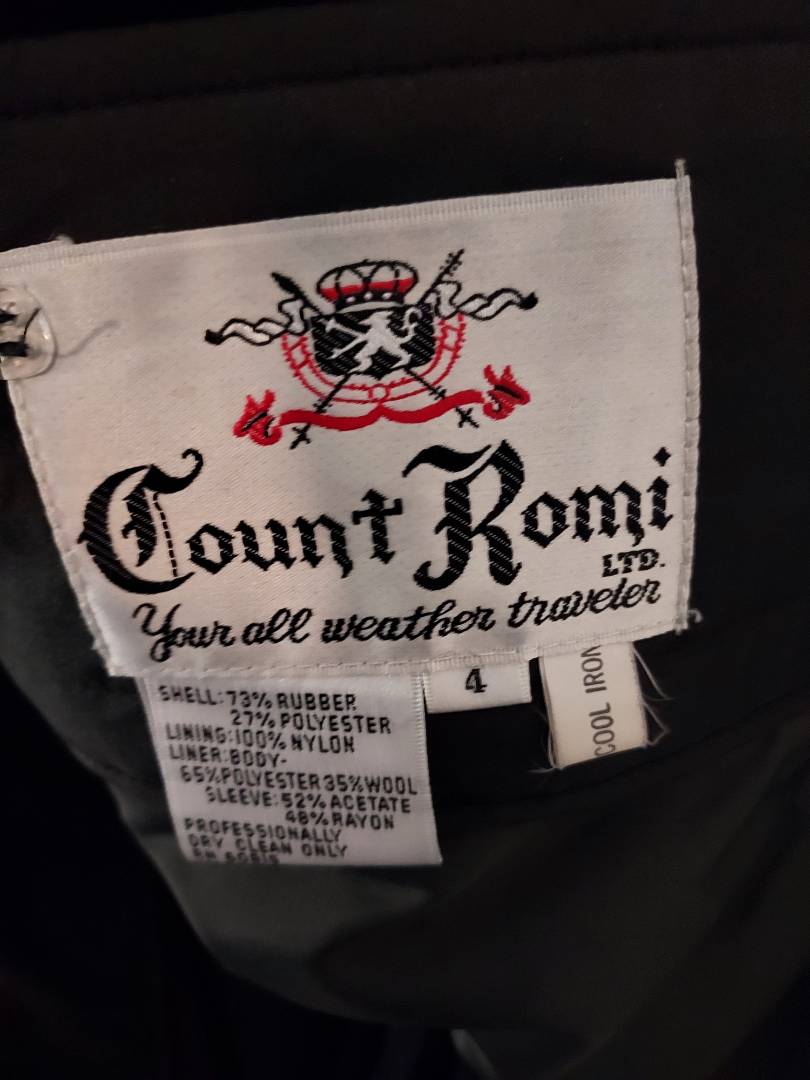 Count Romi
LTD.
Your all weather traveler
4
COOL IRON
SHELL: 73% RUBBER
27% POLYESTER
LINING: 100% NYLON
LINER: BODY-
65% POLYESTER 35% WOOL
SLEEVE: 52% ACETATE
48% RAYON
PROFESSIONALLY
DRY CLEAN ONLY